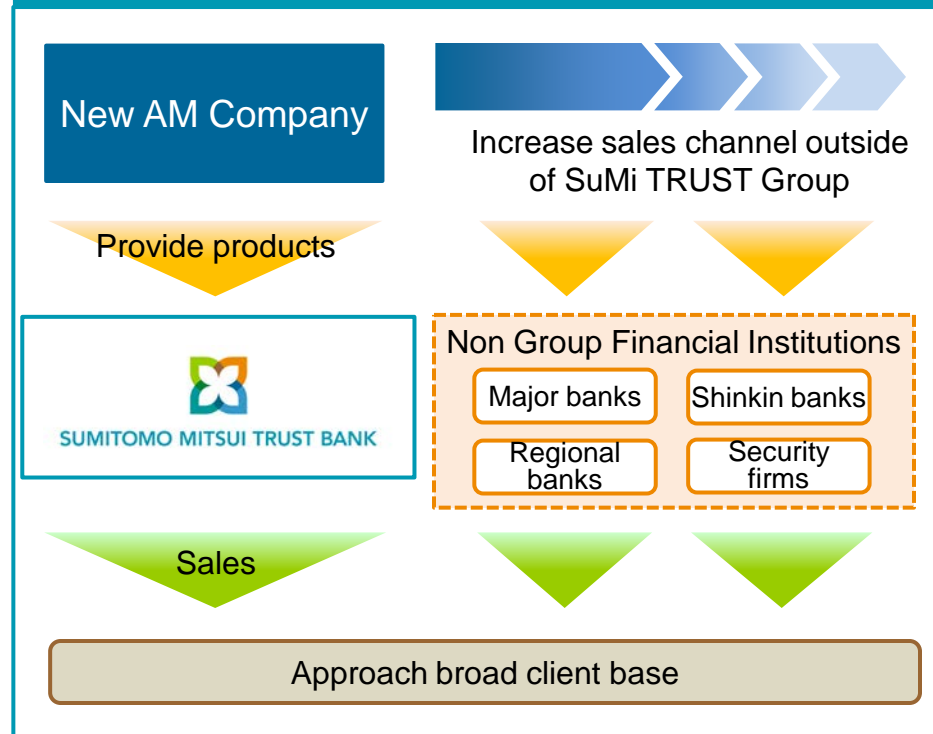 New AM Company
Increase sales channel outside
of SuMi TRUST Group
Provide products
SUMITOMO MITSUI TRUST BANK
Non Group Financial Institutions
Major banks
Shinkin banks
Regional
banks
Security
firms
Sales
Approach broad client base